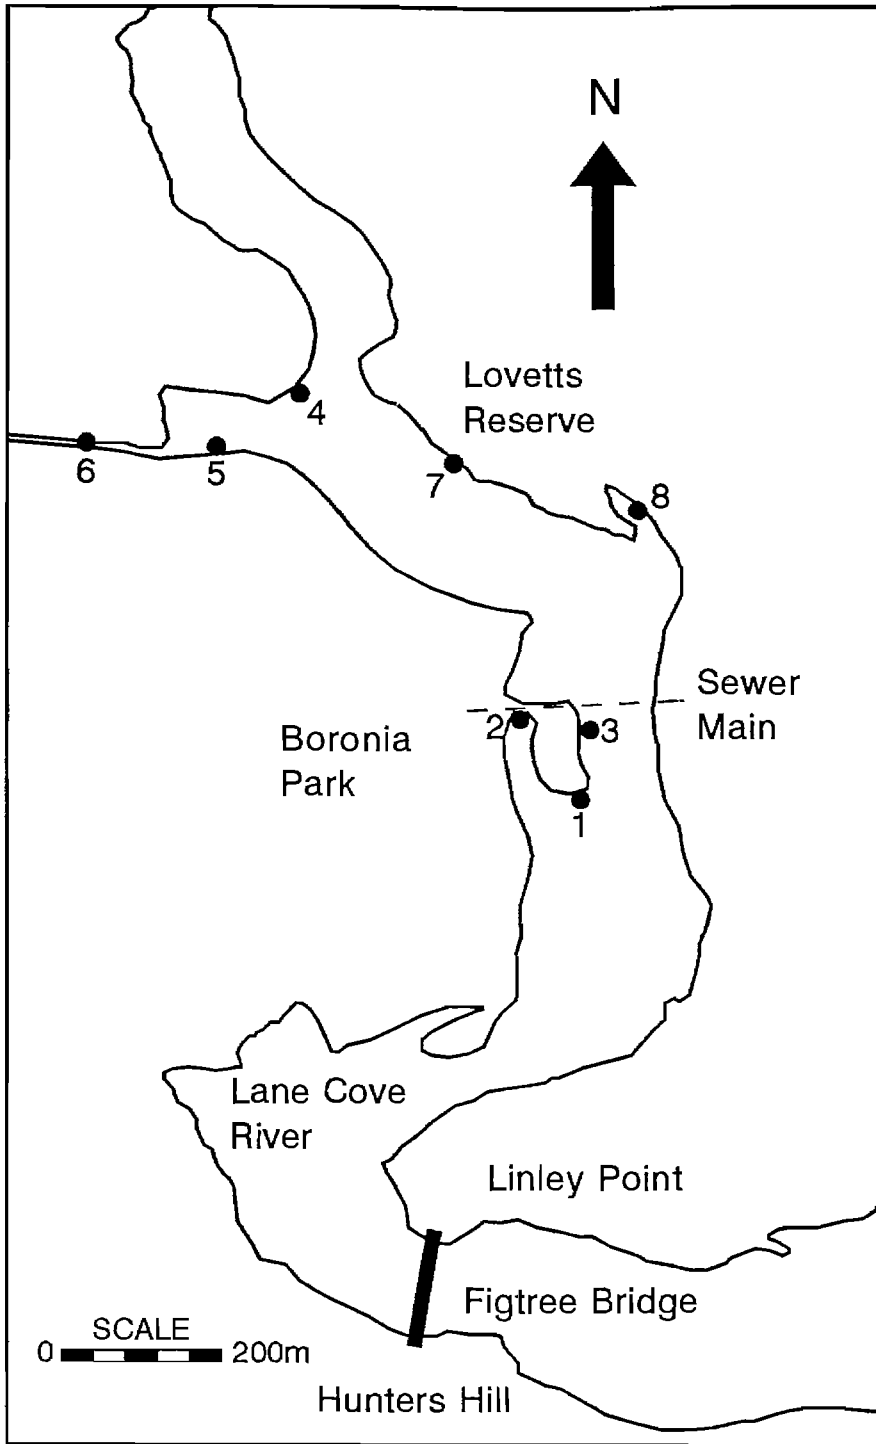 N
Lovetts
Reserve
4
6
5
7
8
Sewer
Main
2
3
Boronia
Park
1
Lane Cove
River
Linley Point
Figtree Bridge
SCALE
0 200m
Hunters Hill